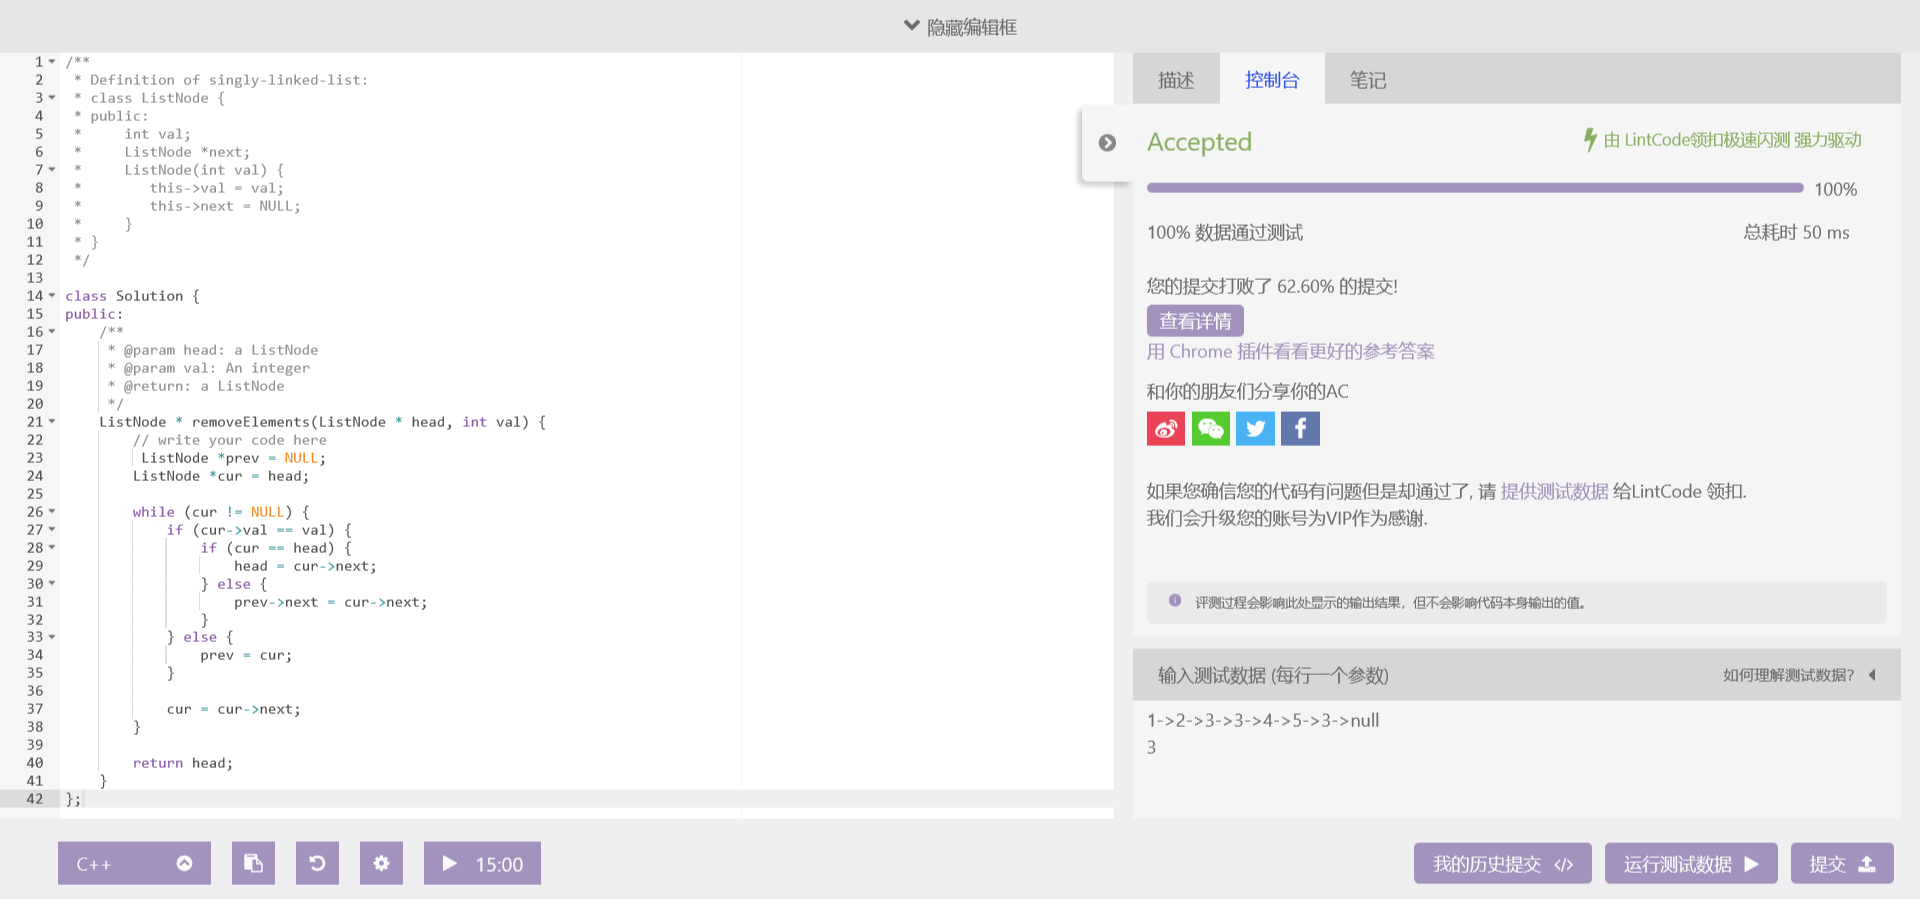 隐藏编辑框
1 /**
2  * Definition of singly-linked-list:
3  * class ListNode {
4  * public:
5  *     int val;
6  *     ListNode *next;
7  *     ListNode(int val) {
8  *        this->val = val;
9  *        this->next = NULL;
10  *     }
11  * }
12  */
13
14 class Solution {
15 public:
16     /**
17      * @param head: a ListNode
18      * @param val: An integer
19      * @return: a ListNode
20      */
21     ListNode * removeElements(ListNode * head, int val) {
22         // write your code here
23          ListNode *prev = NULL;
24         ListNode *cur = head;
25
26         while (cur != NULL) {
27             if (cur->val == val) {
28                 if (cur == head) {
29                     head = cur->next;
30                 } else {
31                     prev->next = cur->next;
32                 }
33             } else {
34                 prev = cur;
35             }
36
37             cur = cur->next;
38         }
39
40         return head;
41     }
42 };
描述 控制台 笔记
Accepted 由 LintCode领扣极速闪测 强力驱动
100%
100% 数据通过测试 总耗时 50 ms
您的提交打败了 62.60% 的提交!
查看详情
用 Chrome 插件看看更好的参考答案
和你的朋友们分享你的AC
如果您确信您的代码有问题但是却通过了, 请 提供测试数据 给LintCode 领扣.
我们会升级您的账号为VIP作为感谢.
评测过程会影响此处显示的输出结果，但不会影响代码本身输出的值。
输入测试数据 (每行一个参数) 如何理解测试数据?
1->2->3->3->4->5->3->null
3
C++ 15:00 我的历史提交 运行测试数据 提交